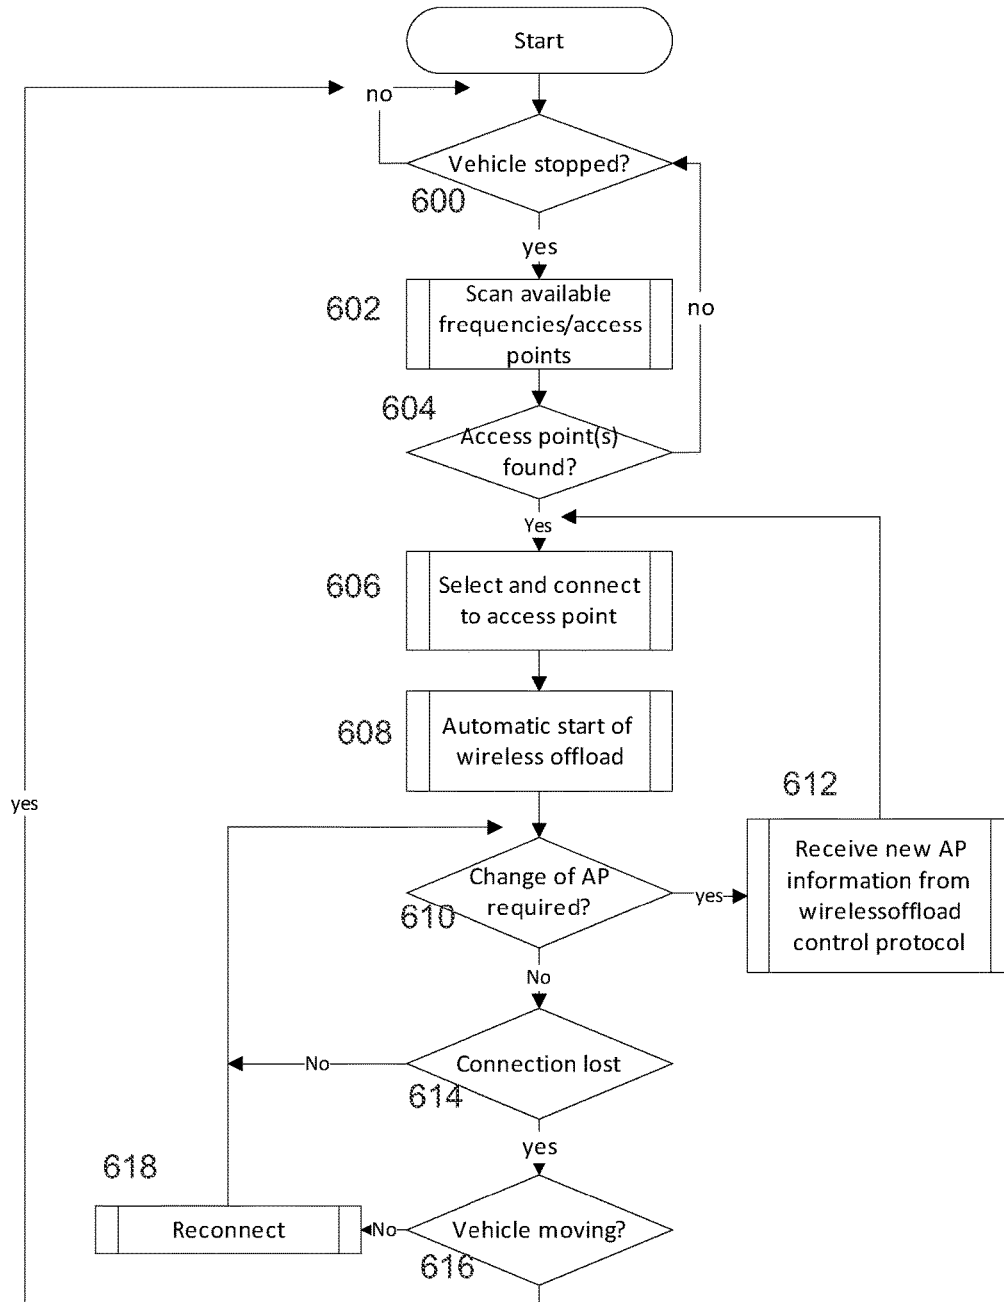 Start
no
Vehicle stopped?
600
yes
602
Scan available
frequencies/access
points
no
604
Access point(s)
found?
Yes
606
Select and connect
to access point
608
Automatic start of
wireless offload
yes
612
Change of AP
required?
610
yes
Receive new AP
information from
wirelessoffload
control protocol
No
Connection lost
No
614
yes
618
Reconnect
No
Vehicle moving?
616